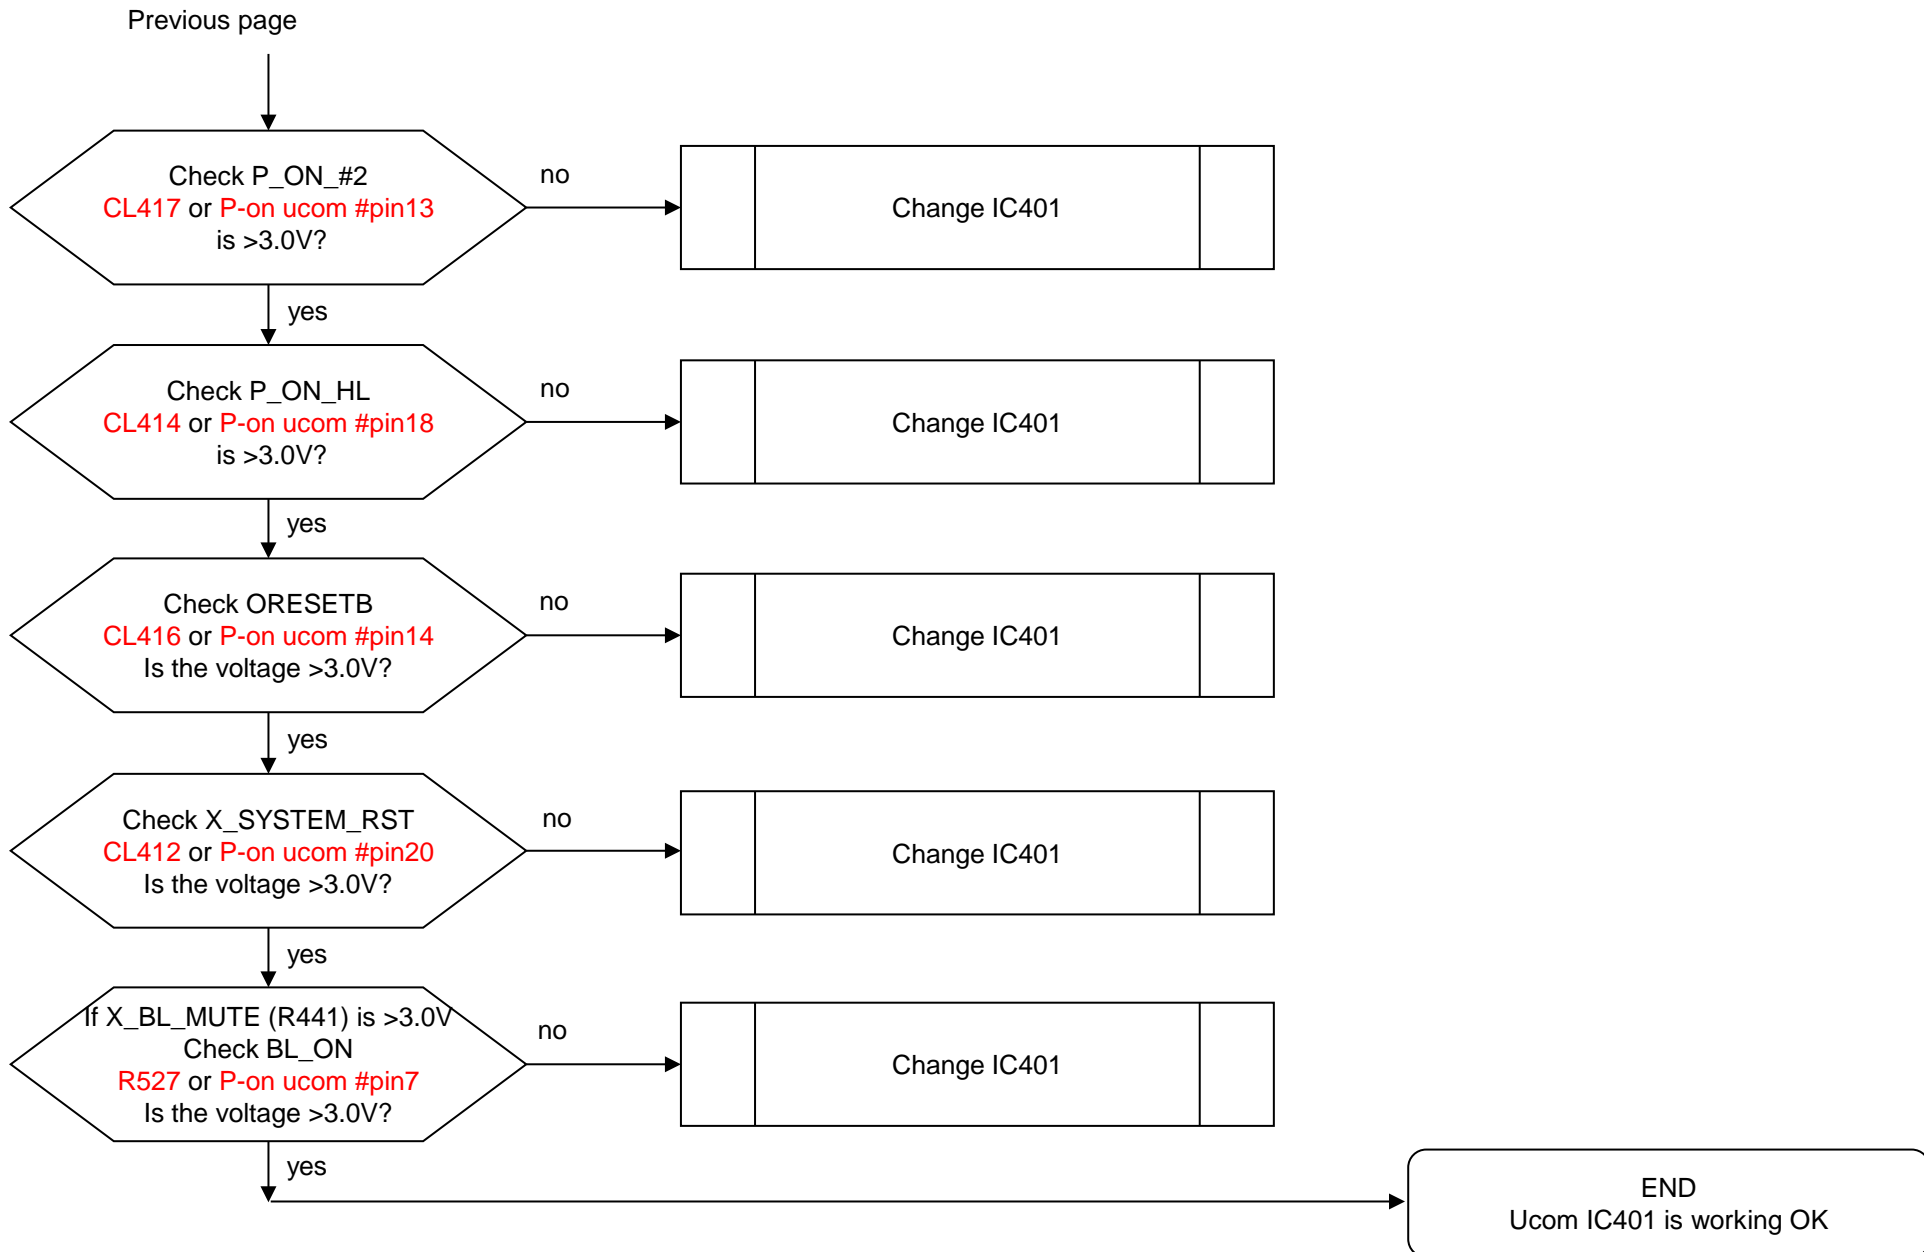 Previous page
Check P_ON_#2
CL417 or P-on ucom #pin13
is >3.0V?
no
Change IC401
yes
Check P_ON_HL
CL414 or P-on ucom #pin18
is >3.0V?
no
Change IC401
yes
Check ORESETB
CL416 or P-on ucom #pin14
Is the voltage >3.0V?
no
Change IC401
yes
Check X_SYSTEM_RST
CL412 or P-on ucom #pin20
Is the voltage >3.0V?
no
Change IC401
yes
If X_BL_MUTE (R441) is >3.0V
Check BL_ON
R527 or P-on ucom #pin7
Is the voltage >3.0V?
no
Change IC401
yes
END
Ucom IC401 is working OK